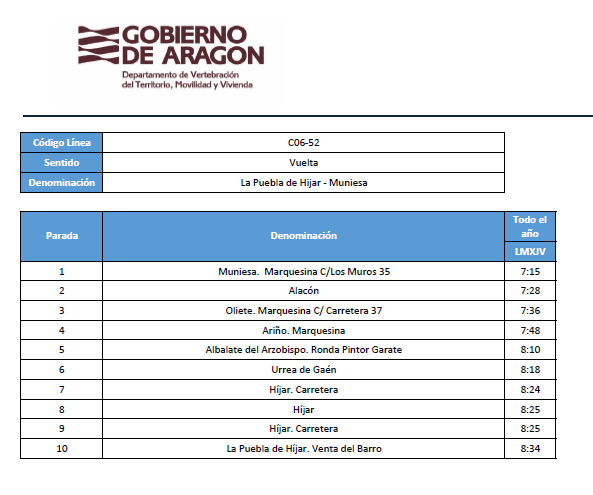 GOBIERNO
DE ARAGON
Departamento de Vertebración
del Territorio, Movilidad y Vivienda
Código Línea C06-52
Sentido Vuelta
Denominación La Puebla de Hijar - Muniesa
Parada Denominación Todo el año
LMXJV
1 Muniesa. Marquesina C/Los Muros 35 7:15
2 Alacón 7:28
3 Oliete. Marquesina C/ Carretera 37 7:36
4 Ariño. Marquesina 7:48
5 Albalate del Arzobispo. Ronda Pintor Garate 8:10
6 Urrea de Gaén 8:18
7 Híjar. Carretera 8:24
8 Híjar 8:25
9 Híjar. Carretera 8:25
10 La Puebla de Híjar. Venta del Barro 8:34